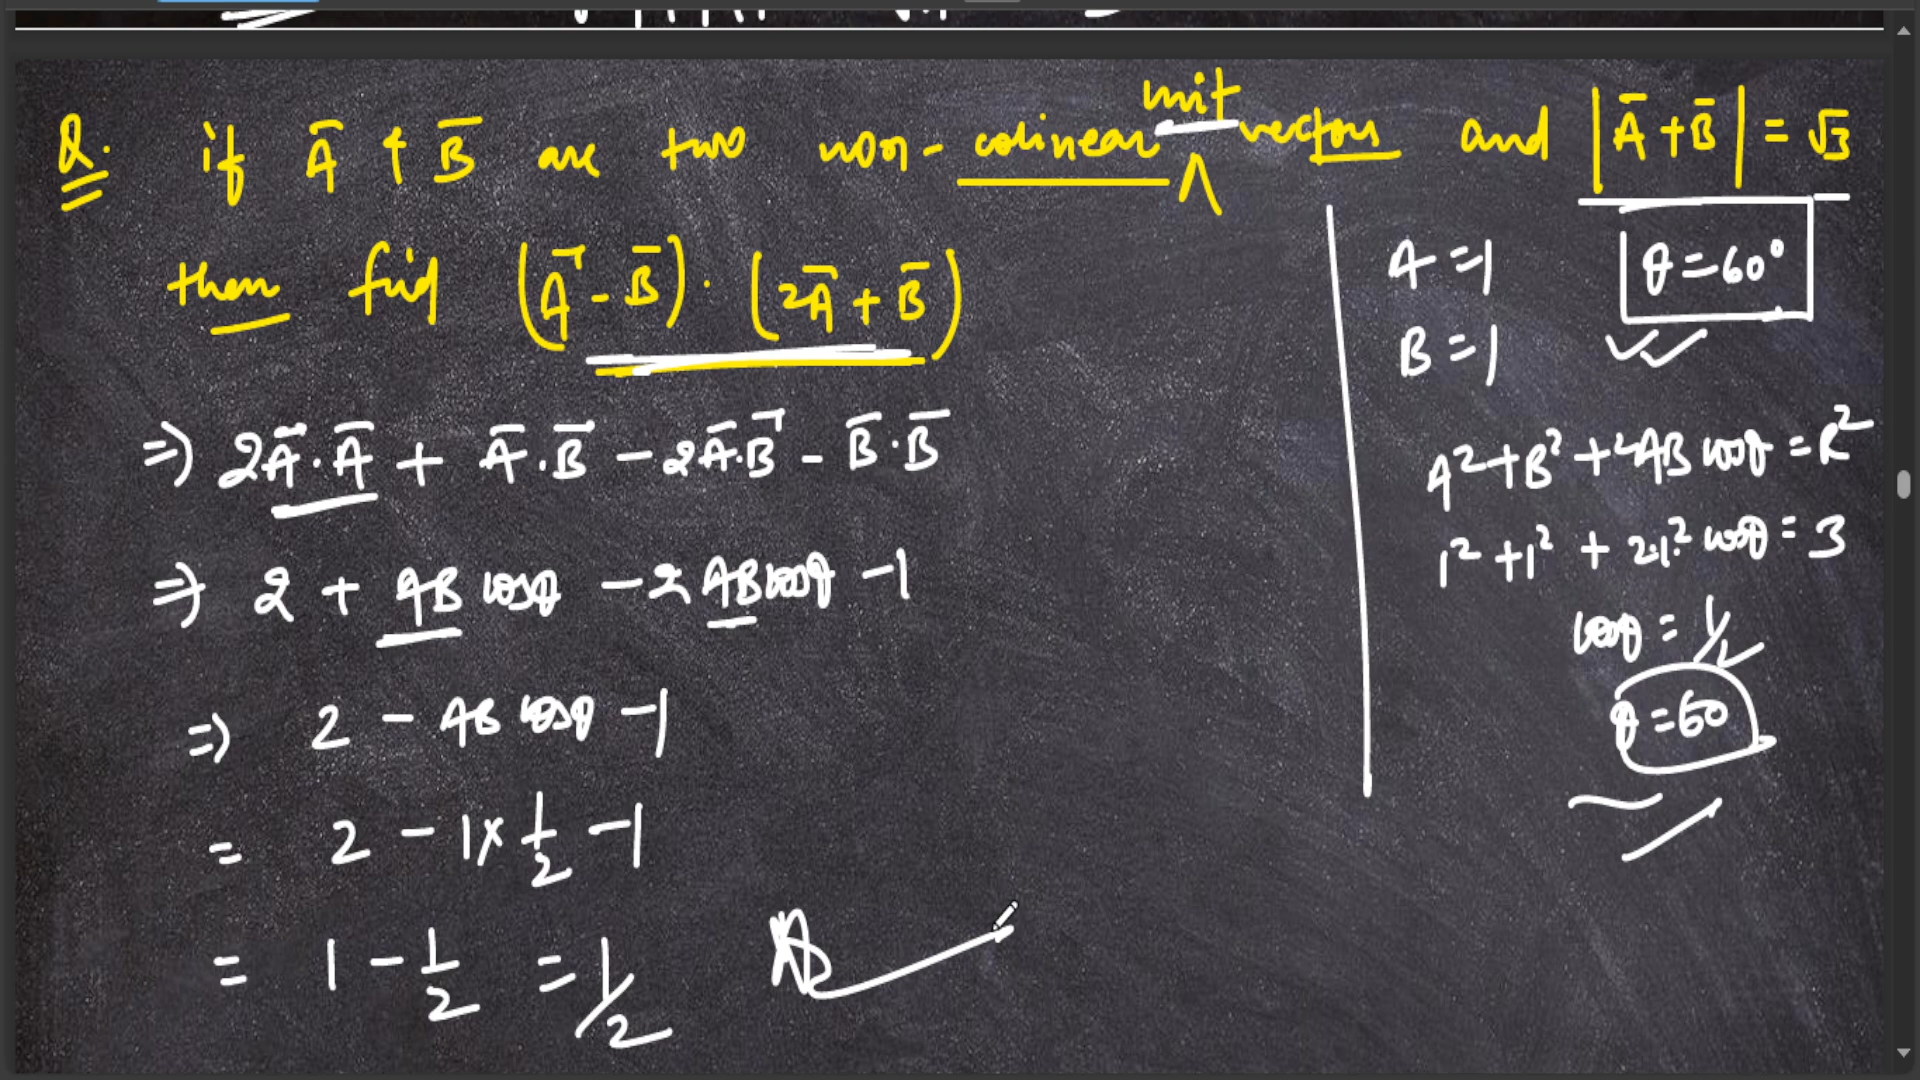 Q. if A̅ & B̅ are two non-colinear unit vectors and |A̅ + B̅| = √3
then find (A̅ - B̅) · (2A̅ + B̅)
⇒) 2A̅·A̅ + A̅·B̅ - 2A̅·B̅ - B̅·B̅
⇒ 2 + AB cosθ - 2ABcosθ - 1
⇒) 2 - AB cosθ - 1
= 2 - 1 × 1/2 - 1
= 1 - 1/2 = 1/2
A = 1
θ = 60°
B = 1
A² + B² + 2AB cosθ = R²
1² + 1² + 2·1² cosθ = 3
cosθ = 1/2
θ = 60